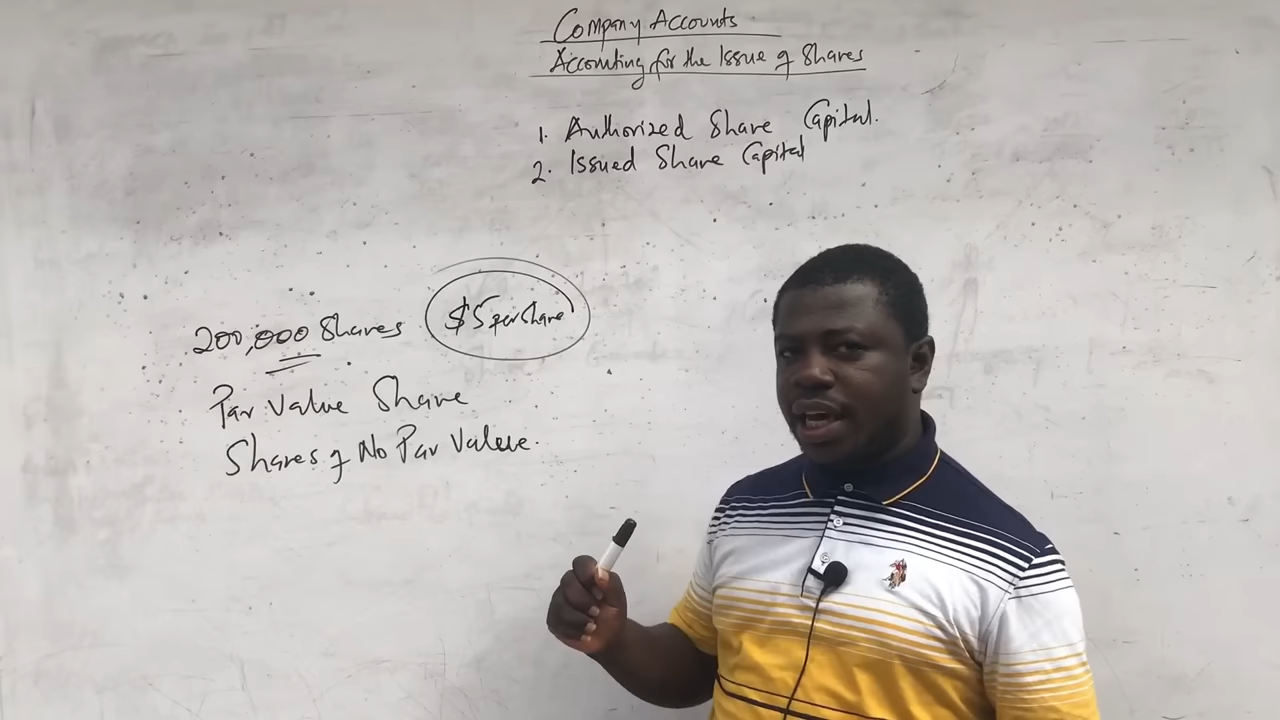 Company Accounts
Accounting for the Issue of Shares
1. Authorized Share Capital.
2. Issued Share Capital
200,000 Shares $5 per share
Par Value Share
Shares of No Par Value.